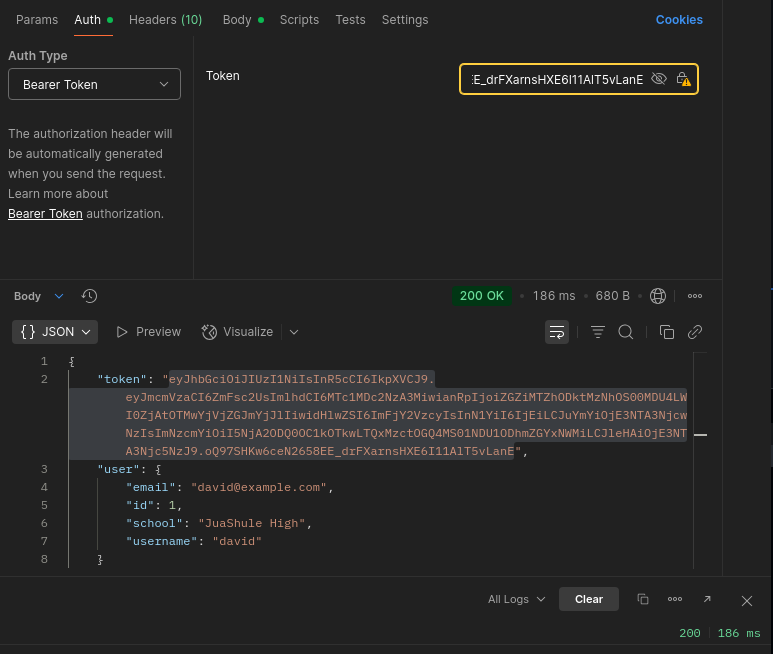 Params Auth Headers (10) Body Scripts Tests Settings Cookies
Auth Type
Bearer Token
Token
EE_drFXarnsHXE6I11AlT5vLanE
The authorization header will
be automatically generated
when you send the request.
Learn more about
Bearer Token authorization.
Body 200 OK 186 ms 680 B
{} JSON Preview Visualize
1 {
2 "token": "eyJhbGciOiJIUzI1NiIsInR5cCI6IkpXVCJ9.
eyJmcmVzaCI6ZmFsc2UsImlhdCI6MTc1MDc2NzA3MiwianRpIjoiZGZiMTZhODktMzNhOS00MDU4LW
I0ZjAtOTMwYjVjZGJmYjJlIiwidHlwZSI6ImFjY2VzcyIsInN1YiI6IjEiLCJuYmYiOjE3NTA3Njcw
NzIsImNzcmYiOiI5NjA2ODQ0OC1kOTkwLTQxMzctOGQ4MS01NDU1ODhmZGYxNWMiLCJleHAiOjE3NT
A3Njc5NzJ9.oQ97SHKw6ceN2658EE_drFXarnsHXE6I11AlT5vLanE",
3 "user": {
4 "email": "david@example.com",
5 "id": 1,
6 "school": "JuaShule High",
7 "username": "david"
8 }
All Logs Clear
200 186 ms